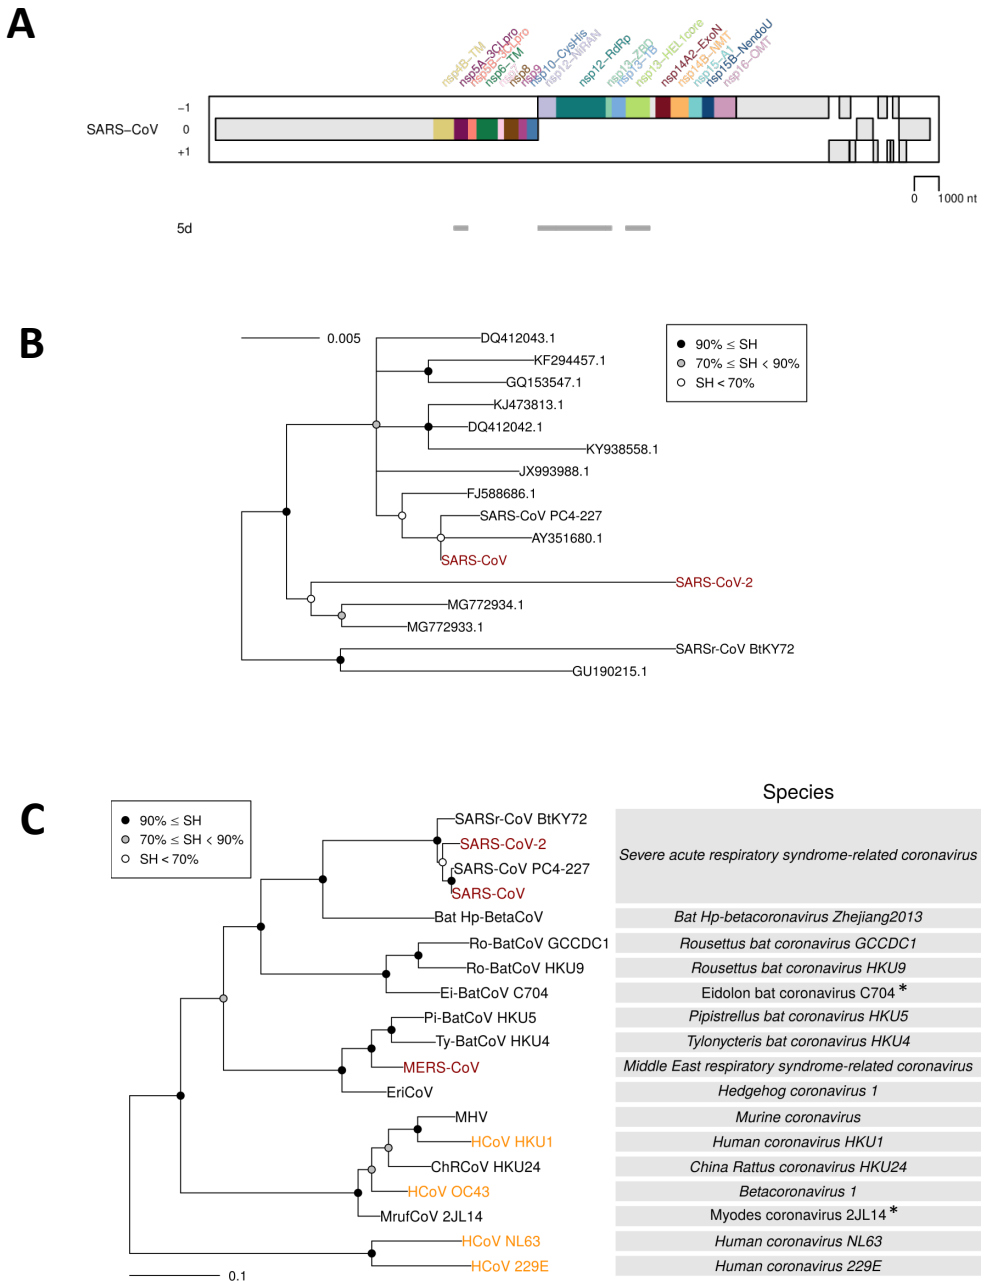 A
nsp4B−TM
nsp5A−3CLpro
nsp5B−3CLpro
nsp6−TM
nsp7
nsp8
nsp9
nsp10−CysHis
nsp12−NiRAN
nsp12−RdRp
nsp13−ZBD
nsp13−1B
nsp13−HEL1core
nsp14A2−ExoN
nsp14B−NMT
nsp15−A1
nsp15B−NendoU
nsp16−OMT
−1
SARS−CoV 0
+1
0 1000 nt
5d
B
0.005
90% ≤ SH
70% ≤ SH < 90%
SH < 70%
DQ412043.1
KF294457.1
GQ153547.1
KJ473813.1
DQ412042.1
KY938558.1
JX993988.1
FJ588686.1
SARS-CoV PC4-227
AY351680.1
SARS-CoV
SARS-CoV-2
MG772934.1
MG772933.1
SARSr-CoV BtKY72
GU190215.1
C
90% ≤ SH
70% ≤ SH < 90%
SH < 70%
Species
SARSr-CoV BtKY72
SARS-CoV-2
SARS-CoV PC4-227
SARS-CoV
Severe acute respiratory syndrome-related coronavirus
Bat Hp-BetaCoV Bat Hp-betacoronavirus Zhejiang2013
Ro-BatCoV GCCDC1 Rousettus bat coronavirus GCCDC1
Ro-BatCoV HKU9 Rousettus bat coronavirus HKU9
Ei-BatCoV C704 Eidolon bat coronavirus C704 *
Pi-BatCoV HKU5 Pipistrellus bat coronavirus HKU5
Ty-BatCoV HKU4 Tylonycteris bat coronavirus HKU4
MERS-CoV Middle East respiratory syndrome-related coronavirus
EriCoV Hedgehog coronavirus 1
MHV Murine coronavirus
HCoV HKU1 Human coronavirus HKU1
ChRCoV HKU24 China Rattus coronavirus HKU24
HCoV OC43 Betacoronavirus 1
MrufCoV 2JL14 Myodes coronavirus 2JL14 *
HCoV NL63 Human coronavirus NL63
HCoV 229E Human coronavirus 229E
0.1